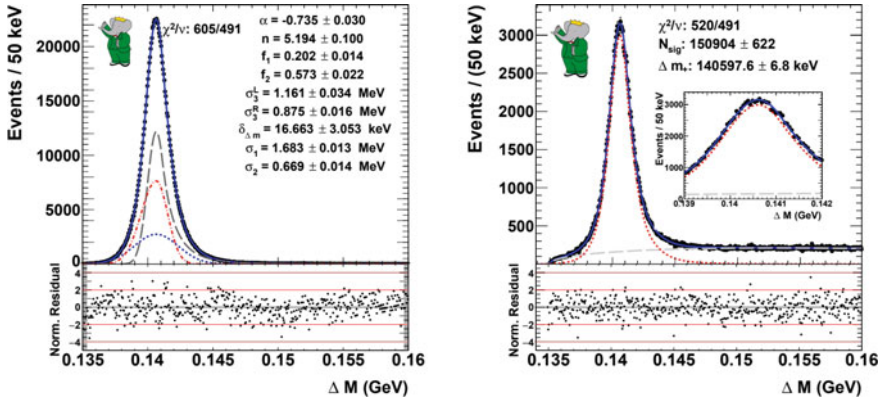 Events / 50 keV
20000
15000
10000
5000
0
χ²/ν: 605/491
α = -0.735 ± 0.030
n = 5.194 ± 0.100
f₁ = 0.202 ± 0.014
f₂ = 0.573 ± 0.022
σ₃ᴸ = 1.161 ± 0.034 MeV
σ₃ᴿ = 0.875 ± 0.016 MeV
δ_Δm = 16.663 ± 3.053 keV
σ₁ = 1.683 ± 0.013 MeV
σ₂ = 0.669 ± 0.014 MeV
Norm. Residual
4
2
0
−2
−4
0.135 0.14 0.145 0.15 0.155 0.16
Δ M (GeV)
Events / (50 keV)
3000
2500
2000
1500
1000
500
χ²/ν: 520/491
N_sig: 150904 ± 622
Δ m₊: 140597.6 ± 6.8 keV
Events / 50 keV
3000
2000
1000
0
0.139 0.14 0.141 0.142
Δ M (GeV)
Norm. Residual
4
2
0
−2
−4
0.135 0.14 0.145 0.15 0.155 0.16
Δ M (GeV)